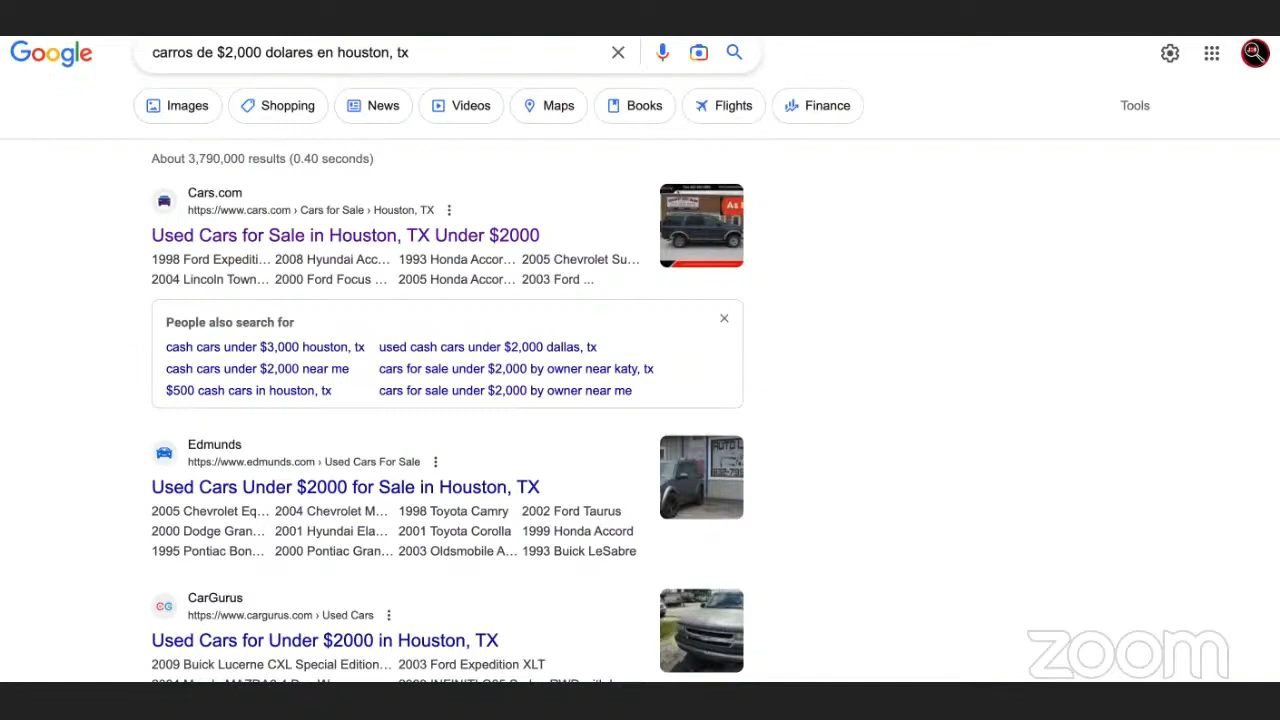 Google
carros de $2,000 dolares en houston, tx
Images Shopping News Videos Maps Books Flights Finance Tools
About 3,790,000 results (0.40 seconds)
Cars.com
https://www.cars.com › Cars for Sale › Houston, TX
Used Cars for Sale in Houston, TX Under $2000
1998 Ford Expediti... 2008 Hyundai Acc... 1993 Honda Accor... 2005 Chevrolet Su...
2004 Lincoln Town... 2000 Ford Focus ... 2005 Honda Accor... 2003 Ford ...
People also search for
cash cars under $3,000 houston, tx used cash cars under $2,000 dallas, tx
cash cars under $2,000 near me cars for sale under $2,000 by owner near katy, tx
$500 cash cars in houston, tx cars for sale under $2,000 by owner near me
Edmunds
https://www.edmunds.com › Used Cars For Sale
Used Cars Under $2000 for Sale in Houston, TX
2005 Chevrolet Eq... 2004 Chevrolet M... 1998 Toyota Camry 2002 Ford Taurus
2000 Dodge Gran... 2001 Hyundai Ela... 2001 Toyota Corolla 1999 Honda Accord
1995 Pontiac Bon... 2000 Pontiac Gran... 2003 Oldsmobile A... 1993 Buick LeSabre
CG
CarGurus
https://www.cargurus.com › Used Cars
Used Cars for Under $2000 in Houston, TX
2009 Buick Lucerne CXL Special Edition... 2003 Ford Expedition XLT
zoom